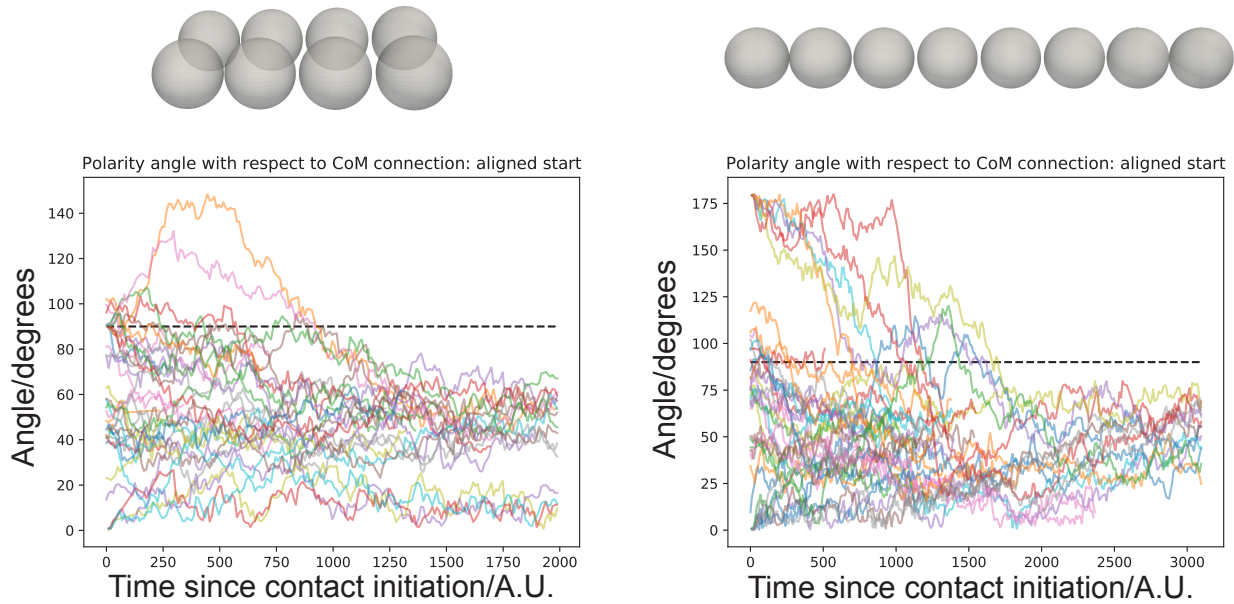 Polarity angle with respect to CoM connection: aligned start
140
120
100
80
60
40
20
0
Angle/degrees
0 250 500 750 1000 1250 1500 1750 2000
Time since contact initiation/A.U.
Polarity angle with respect to CoM connection: aligned start
175
150
125
100
75
50
25
0
Angle/degrees
0 500 1000 1500 2000 2500 3000
Time since contact initiation/A.U.